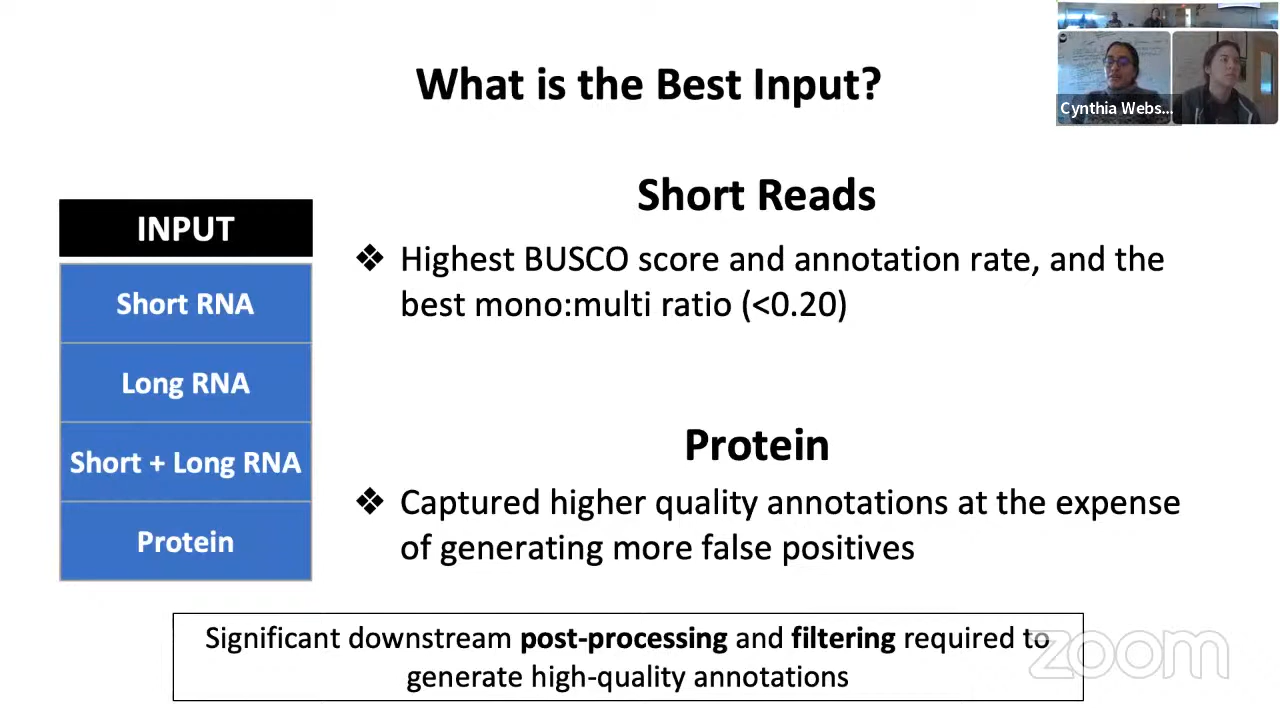 What is the Best Input?
Cynthia Webs...
INPUT
Short RNA
Long RNA
Short + Long RNA
Protein
Short Reads
❖ Highest BUSCO score and annotation rate, and the
best mono:multi ratio (<0.20)
Protein
❖ Captured higher quality annotations at the expense
of generating more false positives
Significant downstream post-processing and filtering required to
generate high-quality annotations
zoom